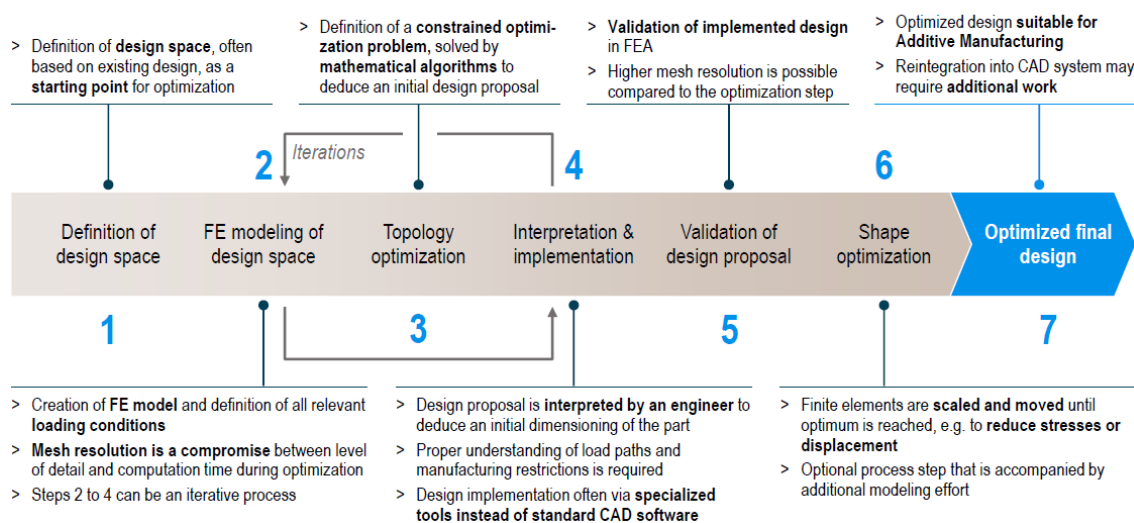 > Definition of design space, often
based on existing design, as a
starting point for optimization
> Definition of a constrained optimi-
zation problem, solved by
mathematical algorithms to
deduce an initial design proposal
> Validation of implemented design
in FEA
> Higher mesh resolution is possible
compared to the optimization step
> Optimized design suitable for
Additive Manufacturing
> Reintegration into CAD system may
require additional work
2
Iterations
4
6
Definition of
design space
FE modeling of
design space
Topology
optimization
Interpretation &
implementation
Validation of
design proposal
Shape
optimization
Optimized final
design
1
3
5
7
> Creation of FE model and definition of all relevant
loading conditions
> Mesh resolution is a compromise between level
of detail and computation time during optimization
> Steps 2 to 4 can be an iterative process
> Design proposal is interpreted by an engineer to
deduce an initial dimensioning of the part
> Proper understanding of load paths and
manufacturing restrictions is required
> Design implementation often via specialized
tools instead of standard CAD software
> Finite elements are scaled and moved until
optimum is reached, e.g. to reduce stresses or
displacement
> Optional process step that is accompanied by
additional modeling effort